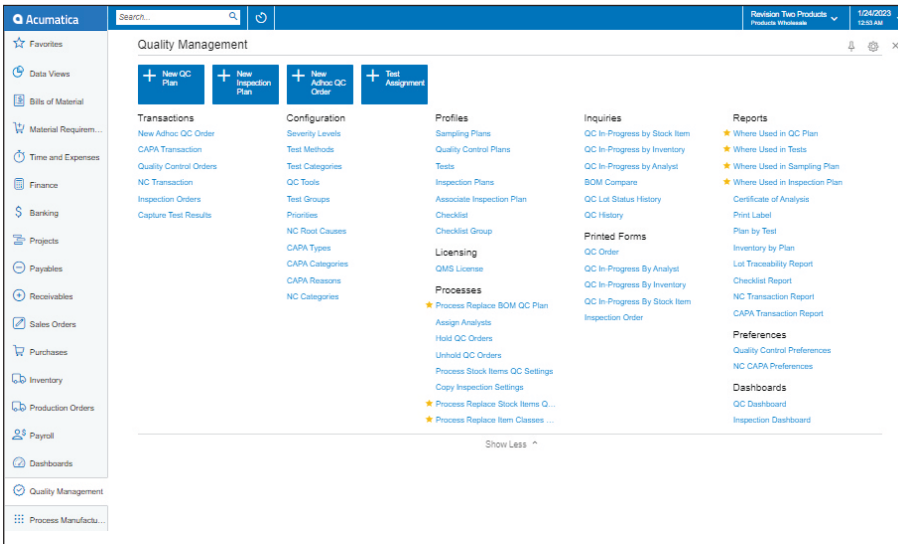 Acumatica
Search...
Revision Two Products
Products Wholesale
1/24/2023
12:53 AM
Favorites
Data Views
Bills of Material
Material Requirem...
Time and Expenses
Finance
Banking
Projects
Payables
Receivables
Sales Orders
Purchases
Inventory
Production Orders
Payroll
Dashboards
Quality Management
Process Manufactu...
Quality Management
New QC
Plan
New
Inspection
Plan
New
Adhoc QC
Order
Test
Assignment
Transactions
New Adhoc QC Order
CAPA Transaction
Quality Control Orders
NC Transaction
Inspection Orders
Capture Test Results
Configuration
Severity Levels
Test Methods
Test Categories
QC Tools
Test Groups
Priorities
NC Root Causes
CAPA Types
CAPA Categories
CAPA Reasons
NC Categories
Profiles
Sampling Plans
Quality Control Plans
Tests
Inspection Plans
Associate Inspection Plan
Checklist
Checklist Group
Licensing
QMS License
Processes
Process Replace BOM QC Plan
Assign Analysts
Hold QC Orders
Unhold QC Orders
Process Stock Items QC Settings
Copy Inspection Settings
Process Replace Stock Items Q...
Process Replace Item Classes ...
Inquiries
QC In-Progress by Stock Item
QC In-Progress by Inventory
QC In-Progress by Analyst
BOM Compare
QC Lot Status History
QC History
Printed Forms
QC Order
QC In-Progress By Analyst
QC In-Progress By Inventory
QC In-Progress By Stock Item
Inspection Order
Reports
Where Used in QC Plan
Where Used in Tests
Where Used in Sampling Plan
Where Used in Inspection Plan
Certificate of Analysis
Print Label
Plan by Test
Inventory by Plan
Lot Traceability Report
Checklist Report
NC Transaction Report
CAPA Transaction Report
Preferences
Quality Control Preferences
NC CAPA Preferences
Dashboards
QC Dashboard
Inspection Dashboard
Show Less